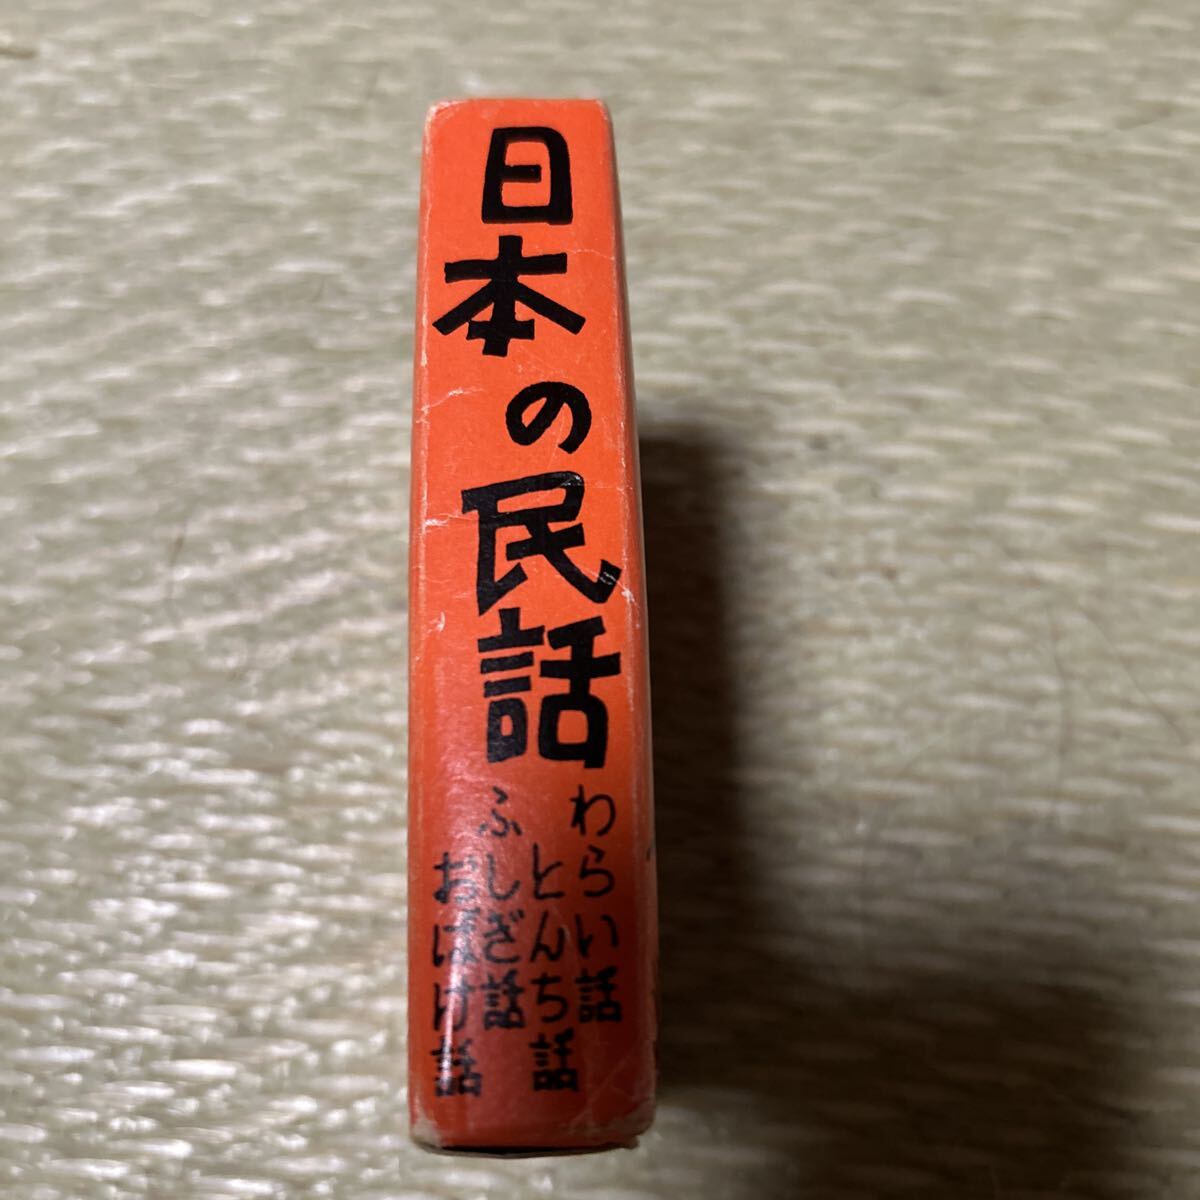 日本の民話
わらい話
とんち話
ふしぎ話
おばけ話